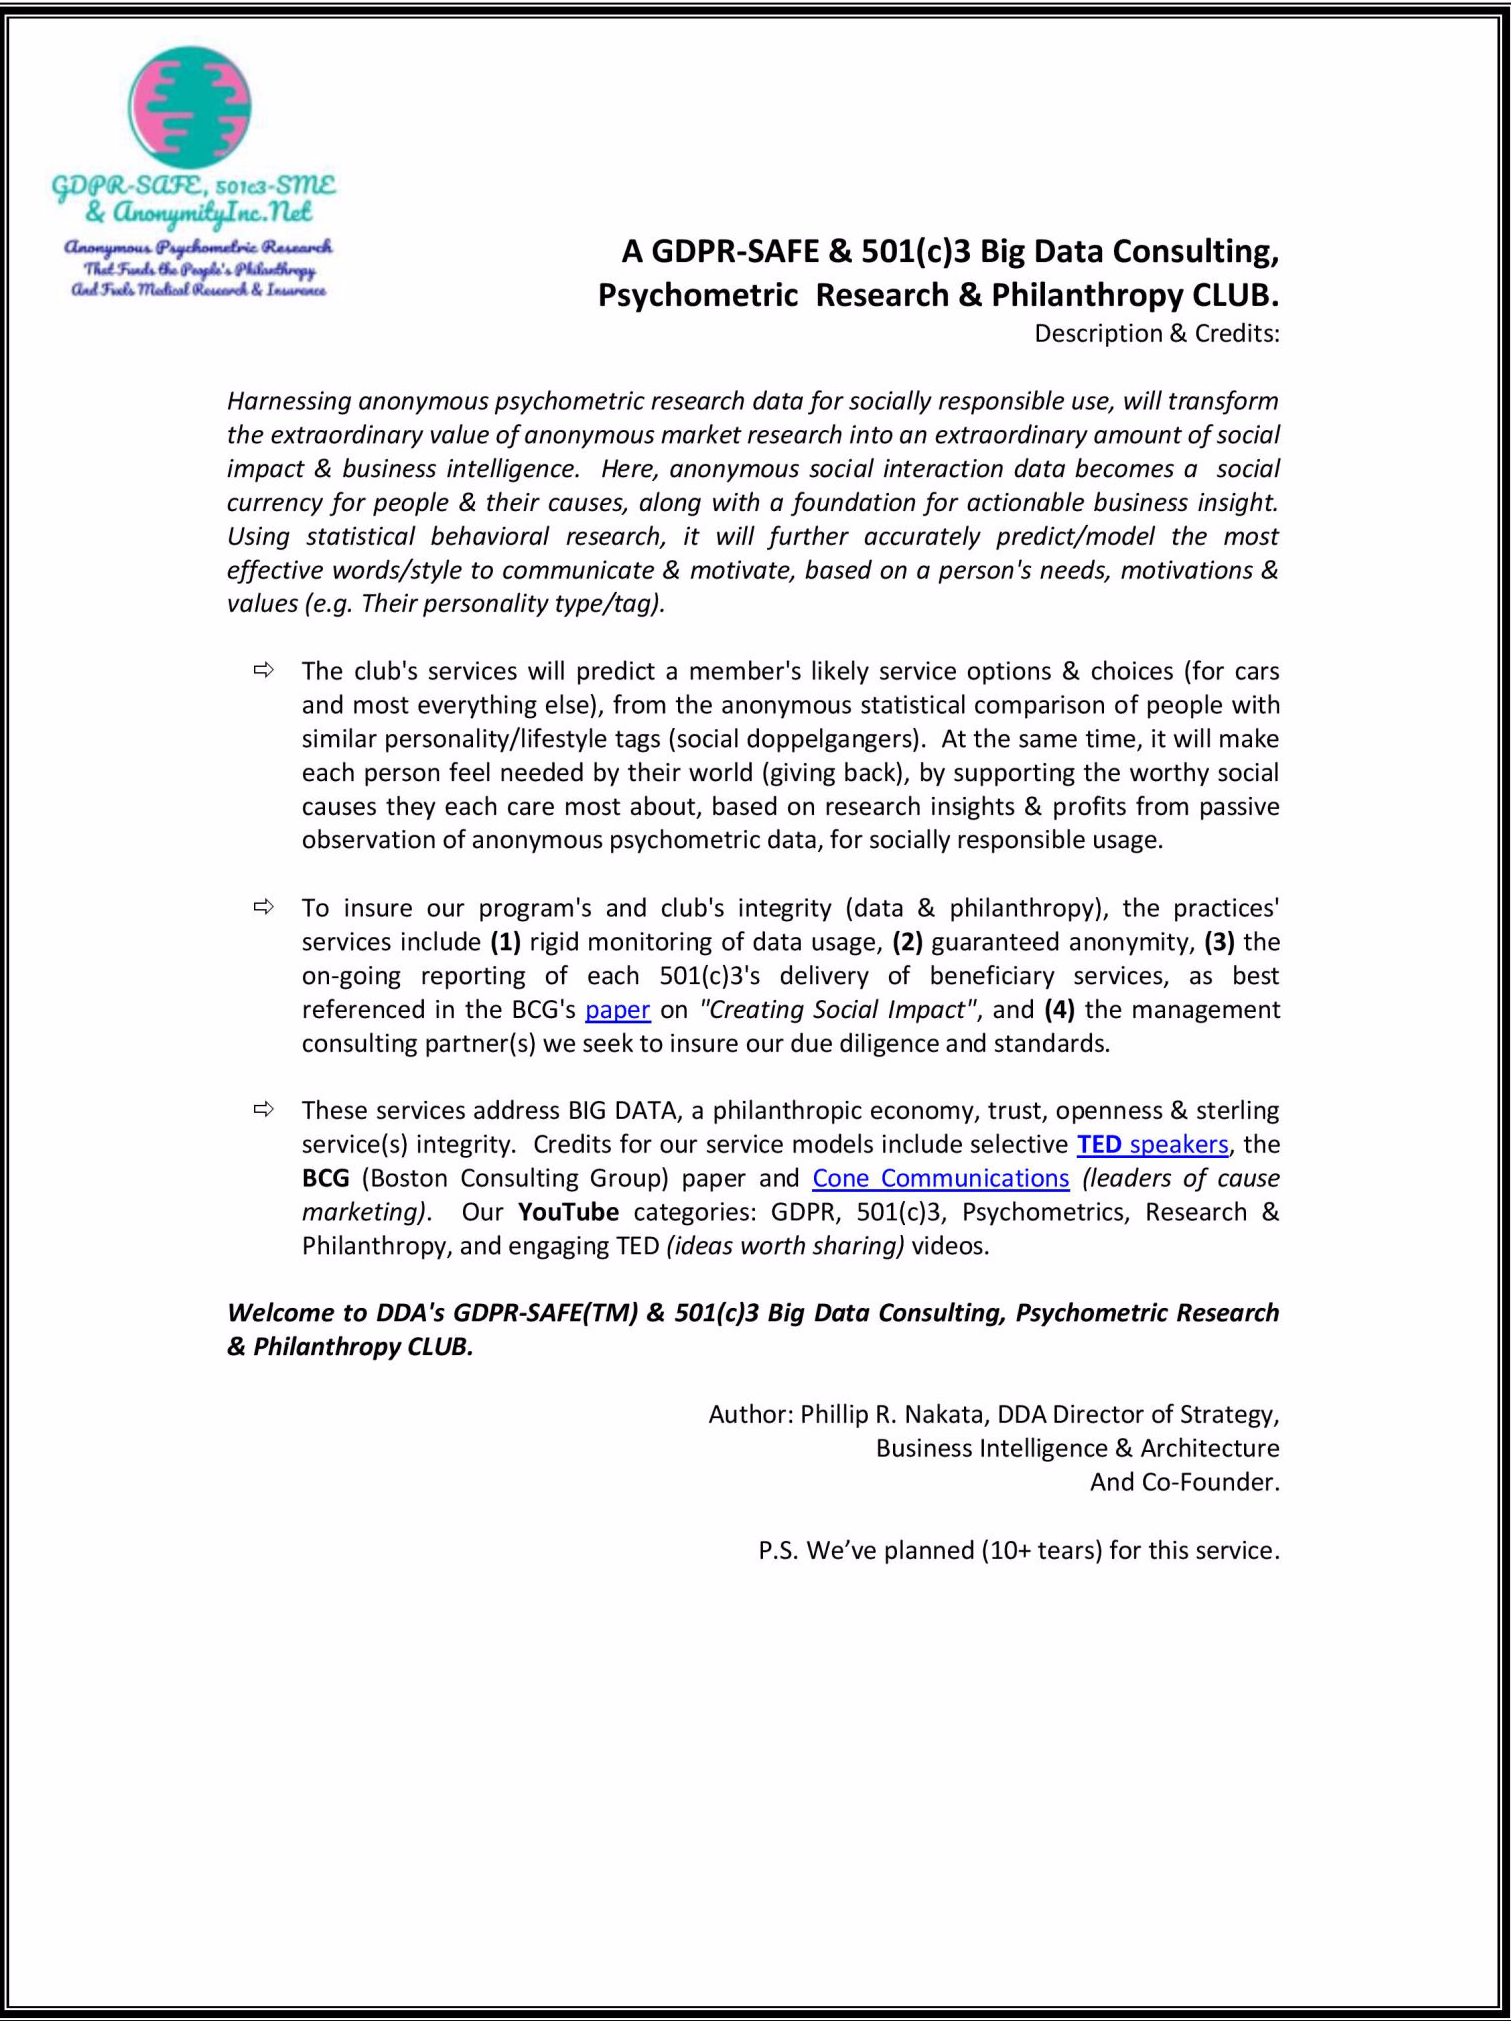 GDPR-SAFE, 501c3-SME
& AnonymityInc.Net
Anonymous Psychometric Research
That Funds the People's Philanthropy
And Fuels Medical Research & Insurance
A GDPR-SAFE & 501(c)3 Big Data Consulting,
Psychometric Research & Philanthropy CLUB.
Description & Credits:
Harnessing anonymous psychometric research data for socially responsible use, will transform
the extraordinary value of anonymous market research into an extraordinary amount of social
impact & business intelligence. Here, anonymous social interaction data becomes a social
currency for people & their causes, along with a foundation for actionable business insight.
Using statistical behavioral research, it will further accurately predict/model the most
effective words/style to communicate & motivate, based on a person's needs, motivations &
values (e.g. Their personality type/tag).
⇨ The club's services will predict a member's likely service options & choices (for cars
and most everything else), from the anonymous statistical comparison of people with
similar personality/lifestyle tags (social doppelgangers). At the same time, it will make
each person feel needed by their world (giving back), by supporting the worthy social
causes they each care most about, based on research insights & profits from passive
observation of anonymous psychometric data, for socially responsible usage.
⇨ To insure our program's and club's integrity (data & philanthropy), the practices'
services include (1) rigid monitoring of data usage, (2) guaranteed anonymity, (3) the
on-going reporting of each 501(c)3's delivery of beneficiary services, as best
referenced in the BCG's paper on "Creating Social Impact", and (4) the management
consulting partner(s) we seek to insure our due diligence and standards.
⇨ These services address BIG DATA, a philanthropic economy, trust, openness & sterling
service(s) integrity. Credits for our service models include selective TED speakers, the
BCG (Boston Consulting Group) paper and Cone Communications (leaders of cause
marketing). Our YouTube categories: GDPR, 501(c)3, Psychometrics, Research &
Philanthropy, and engaging TED (ideas worth sharing) videos.
Welcome to DDA's GDPR-SAFE(TM) & 501(c)3 Big Data Consulting, Psychometric Research
& Philanthropy CLUB.
Author: Phillip R. Nakata, DDA Director of Strategy,
Business Intelligence & Architecture
And Co-Founder.
P.S. We’ve planned (10+ tears) for this service.